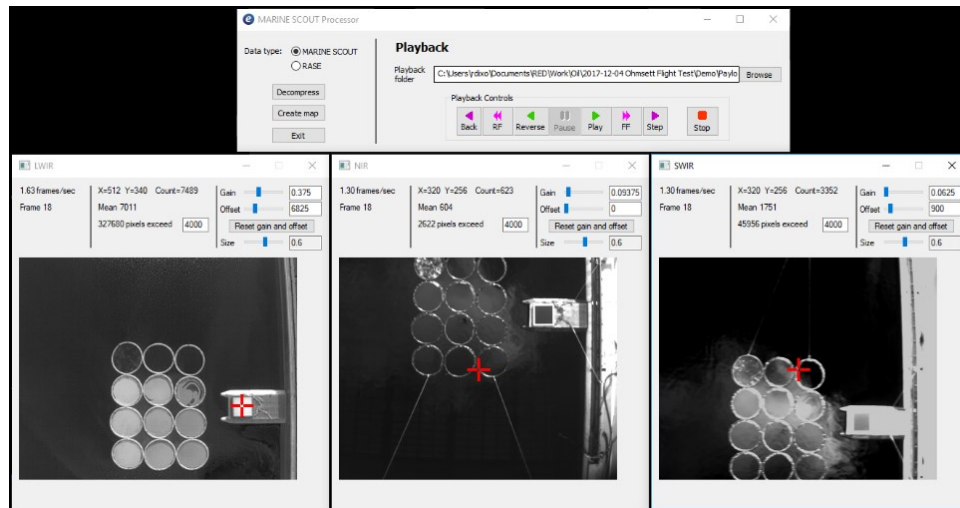 MARINE SCOUT Processor
Data type:
MARINE SCOUT
RASE
Decompress
Create map
Exit
Playback
Playback folder
C:\Users\rdixo\Documents\RED\Work\Oil\2017-12-04 Ohmsett Flight Test\Demo\Paylo
Browse
Playback Controls
Back RF Reverse Pause Play FF Step Stop
LWIR
1.63 frames/sec
Frame 18
X=512 Y=340 Count=7489
Mean 7011
327680 pixels exceed 4000
Gain 0.375
Offset 6825
Reset gain and offset
Size 0.6
NIR
1.30 frames/sec
Frame 18
X=320 Y=256 Count=623
Mean 604
2622 pixels exceed 4000
Gain 0.09375
Offset 0
Reset gain and offset
Size 0.6
SWIR
1.30 frames/sec
Frame 18
X=320 Y=256 Count=3352
Mean 1751
45956 pixels exceed 4000
Gain 0.0625
Offset 900
Reset gain and offset
Size 0.6